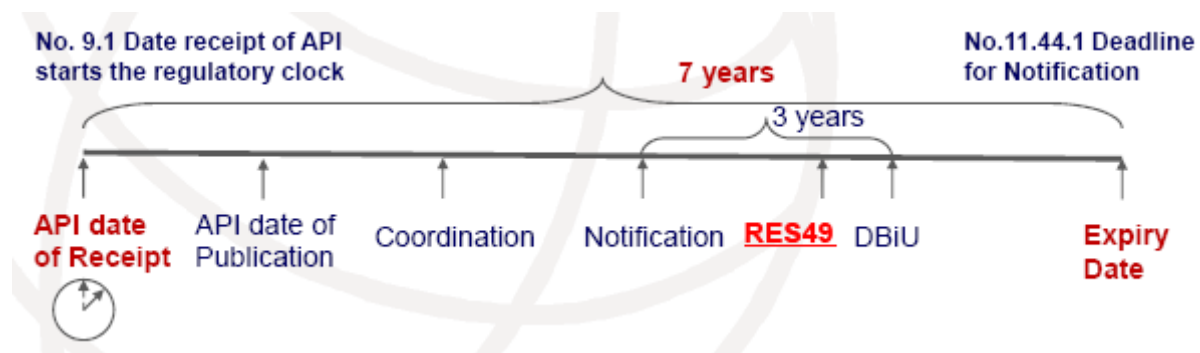 No. 9.1 Date receipt of API
starts the regulatory clock
No.11.44.1 Deadline
for Notification
7 years
3 years
API date
of Receipt
API date of
Publication
Coordination
Notification
RES49
DBiU
Expiry
Date